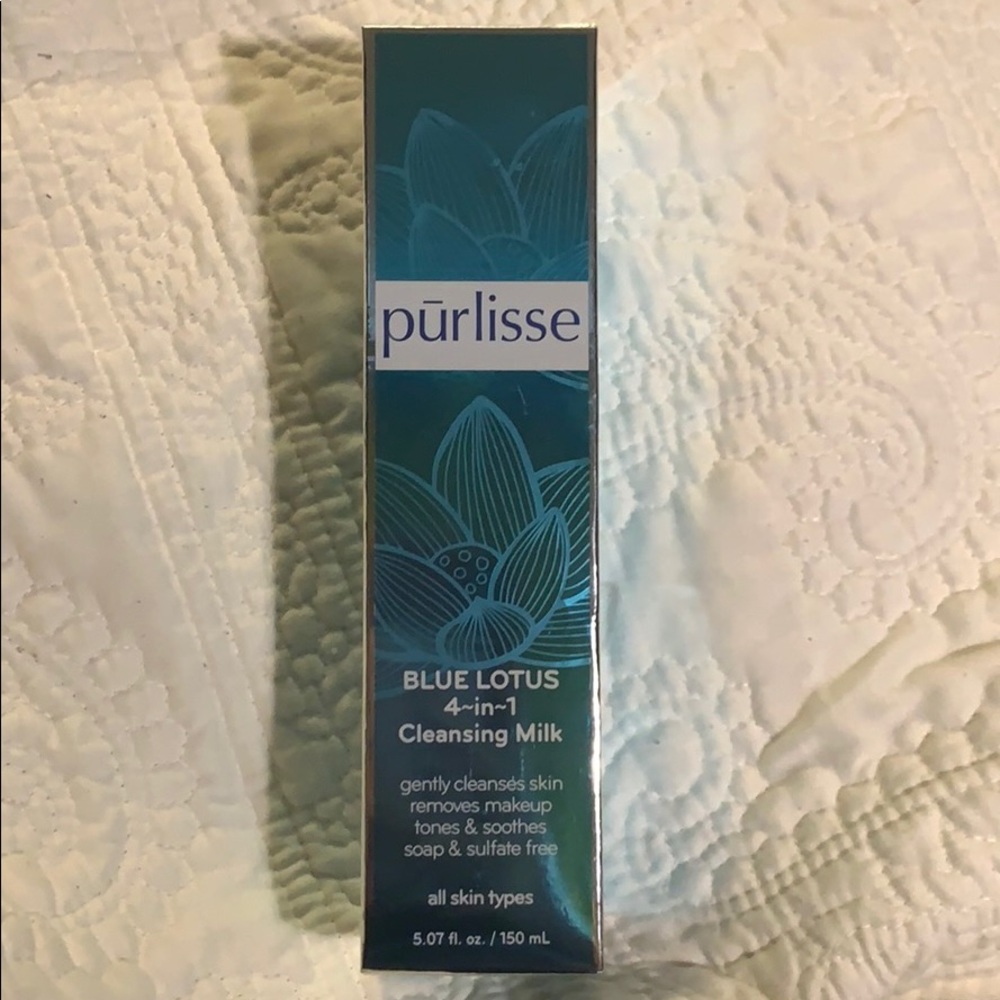 pūrlisse
BLUE LOTUS
4~in~1
Cleansing Milk
gently cleanses skin
removes makeup
tones & soothes
soap & sulfate free
all skin types
5.07 fl. oz. / 150 mL